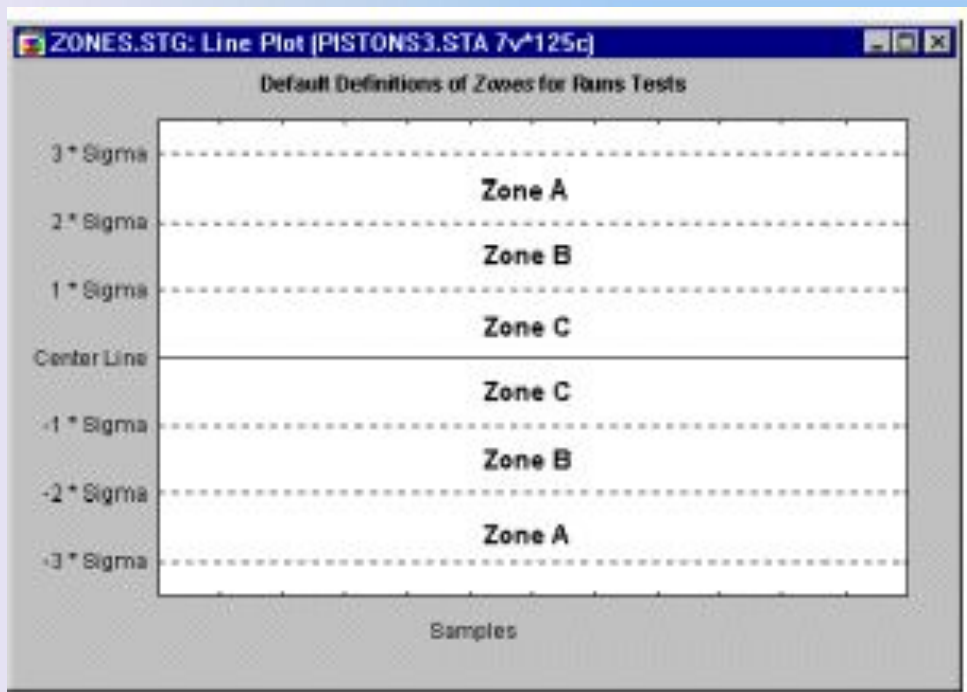 ZONES.STG: Line Plot (PISTONS3.STA 7v*125c)
Default Definitions of Zones for Runs Tests
3 * Sigma
Zone A
2 * Sigma
Zone B
1 * Sigma
Zone C
Center Line
Zone C
-1 * Sigma
Zone B
-2 * Sigma
Zone A
-3 * Sigma
Samples